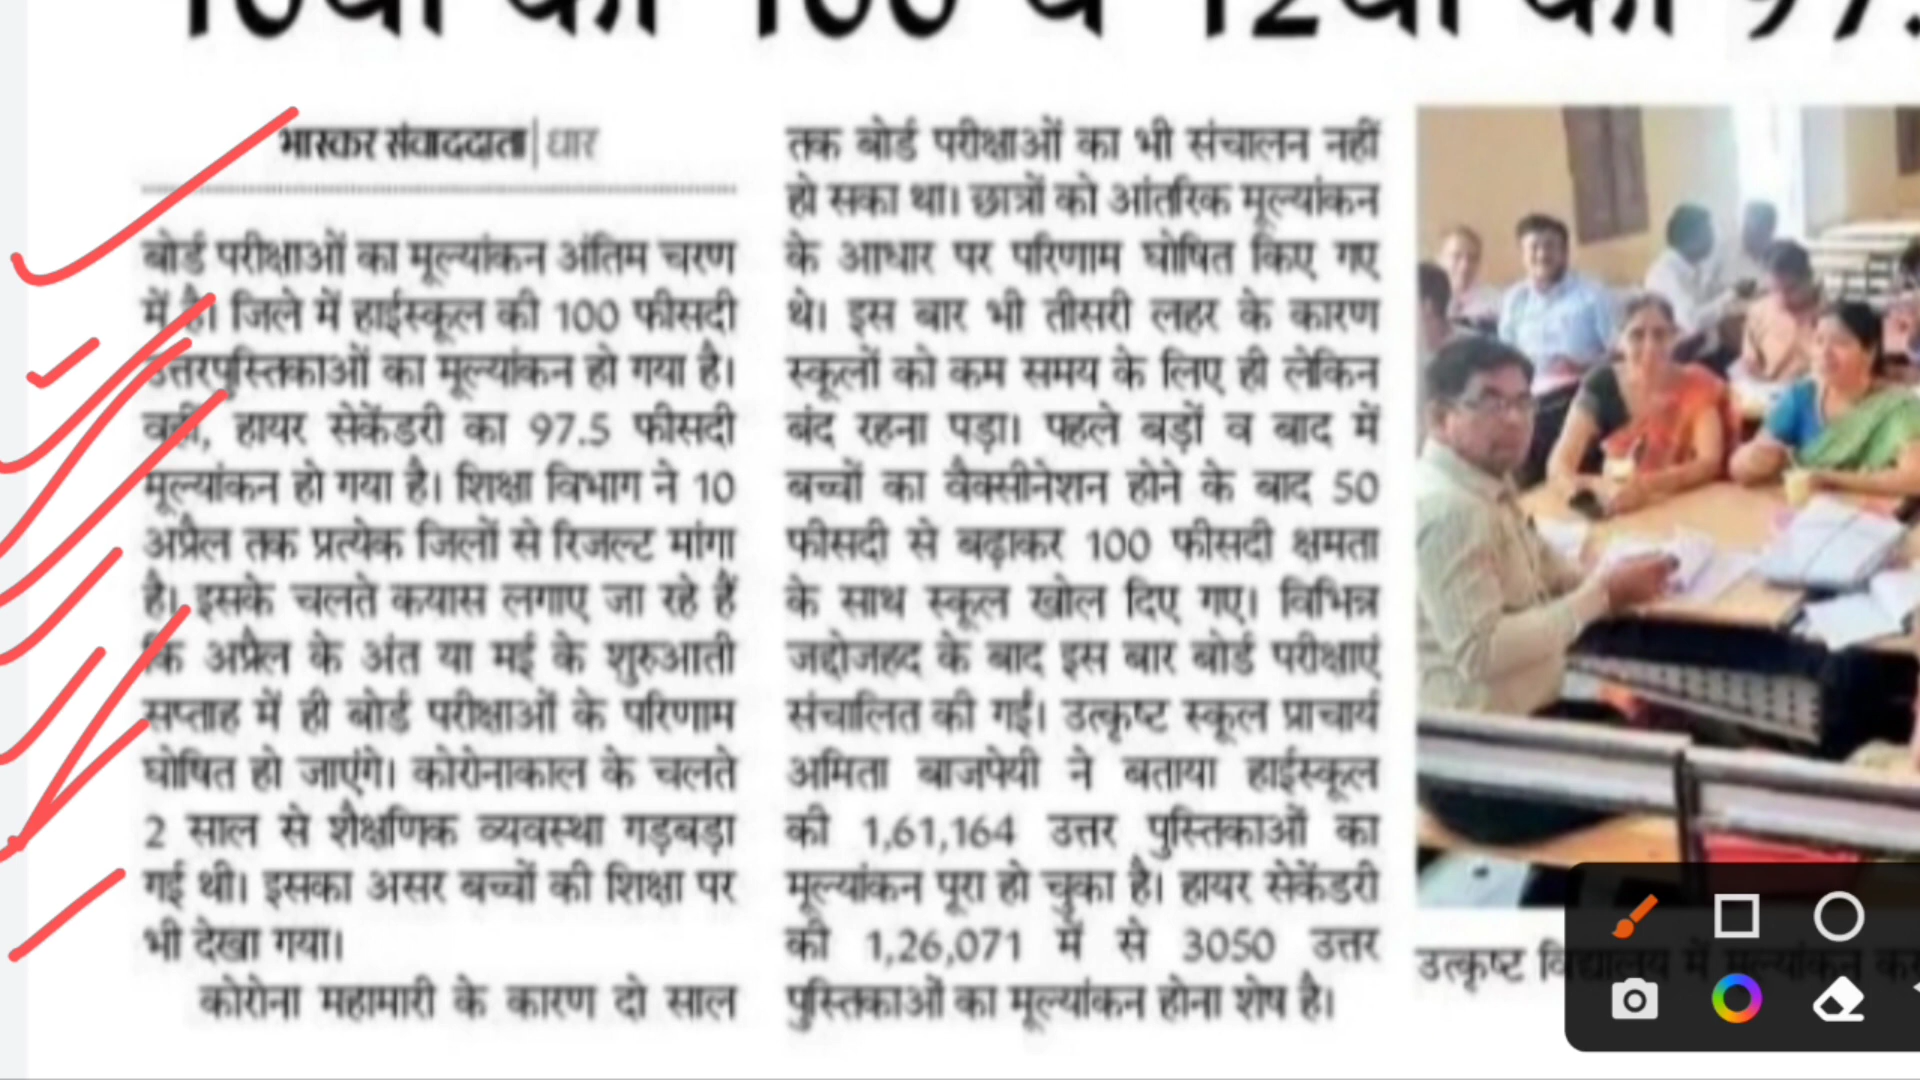 10वीं का 100 व 12वीं का 97.
भास्कर संवाददाता | धार
बोर्ड परीक्षाओं का मूल्यांकन अंतिम चरण
में है। जिले में हाईस्कूल की 100 फीसदी
उत्तरपुस्तिकाओं का मूल्यांकन हो गया है।
वहीं, हायर सेकेंडरी का 97.5 फीसदी
मूल्यांकन हो गया है। शिक्षा विभाग ने 10
अप्रैल तक प्रत्येक जिलों से रिजल्ट मांगा
है। इसके चलते कयास लगाए जा रहे हैं
कि अप्रैल के अंत या मई के शुरुआती
सप्ताह में ही बोर्ड परीक्षाओं के परिणाम
घोषित हो जाएंगे। कोरोनाकाल के चलते
2 साल से शैक्षणिक व्यवस्था गड़बड़ा
गई थी। इसका असर बच्चों की शिक्षा पर
भी देखा गया।
कोरोना महामारी के कारण दो साल
तक बोर्ड परीक्षाओं का भी संचालन नहीं
हो सका था। छात्रों को आंतरिक मूल्यांकन
के आधार पर परिणाम घोषित किए गए
थे। इस बार भी तीसरी लहर के कारण
स्कूलों को कम समय के लिए ही लेकिन
बंद रहना पड़ा। पहले बड़ों व बाद में
बच्चों का वैक्सीनेशन होने के बाद 50
फीसदी से बढ़ाकर 100 फीसदी क्षमता
के साथ स्कूल खोल दिए गए। विभिन्न
जद्दोजहद के बाद इस बार बोर्ड परीक्षाएं
संचालित की गई। उत्कृष्ट स्कूल प्राचार्य
अमिता बाजपेयी ने बताया हाईस्कूल
की 1,61,164 उत्तर पुस्तिकाओं का
मूल्यांकन पूरा हो चुका है। हायर सेकेंडरी
की 1,26,071 में से 3050 उत्तर
पुस्तिकाओं का मूल्यांकन होना शेष है।
उत्कृष्ट विद्यालय में मूल्यांकन